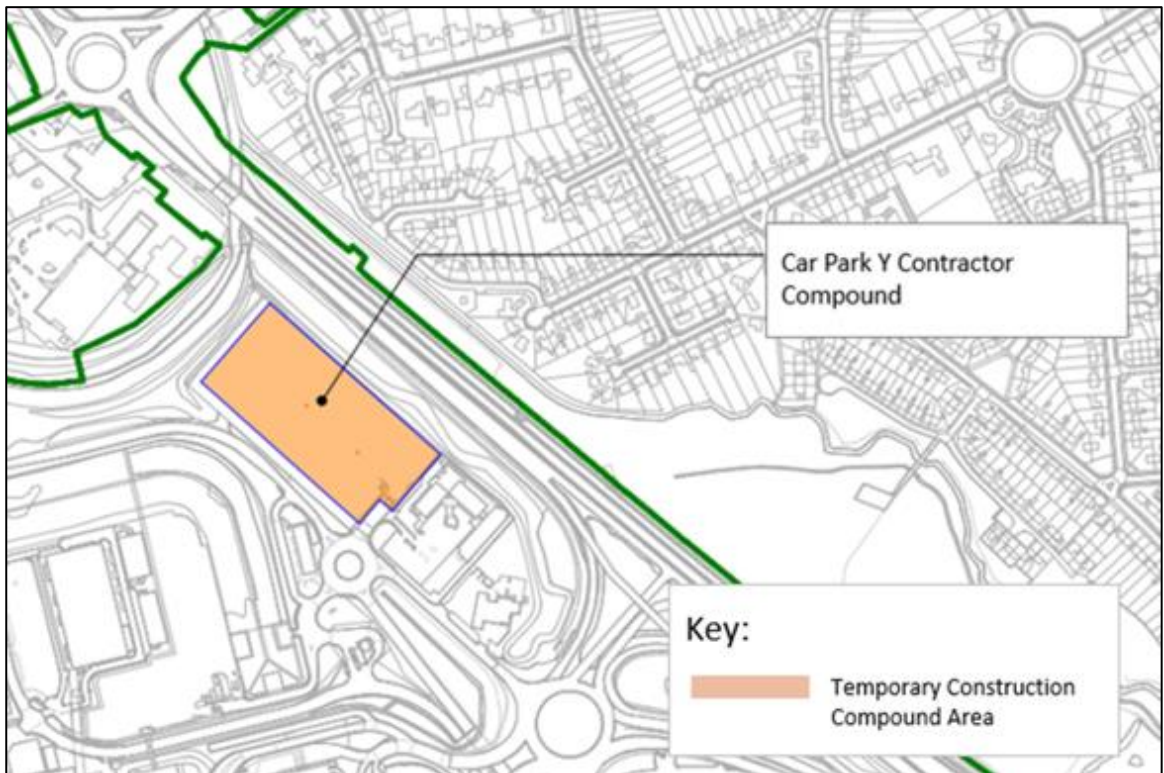 Car Park Y Contractor
Compound
Key:
Temporary Construction
Compound Area